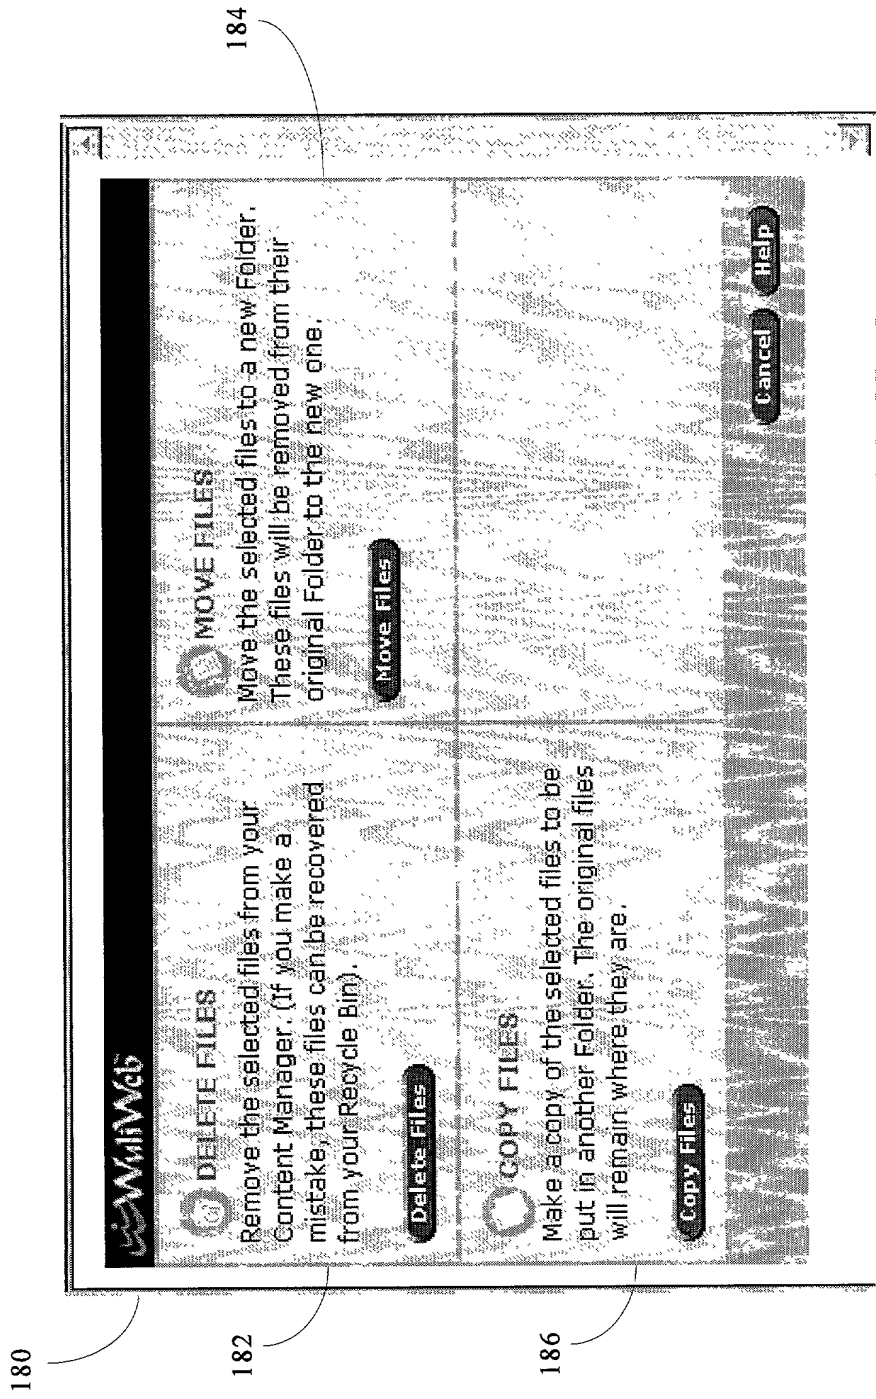 180
WuliWeb™
182
DELETE FILES
Remove the selected files from your
Content Manager. (If you make a
mistake, these files can be recovered
from your Recycle Bin).
Delete Files
184
MOVE FILES
Move the selected files to a new Folder.
These files will be removed from their
original Folder to the new one.
Move Files
186
COPY FILES
Make a copy of the selected files to be
put in another Folder. The original files
will remain where they are.
Copy Files
Cancel
Help